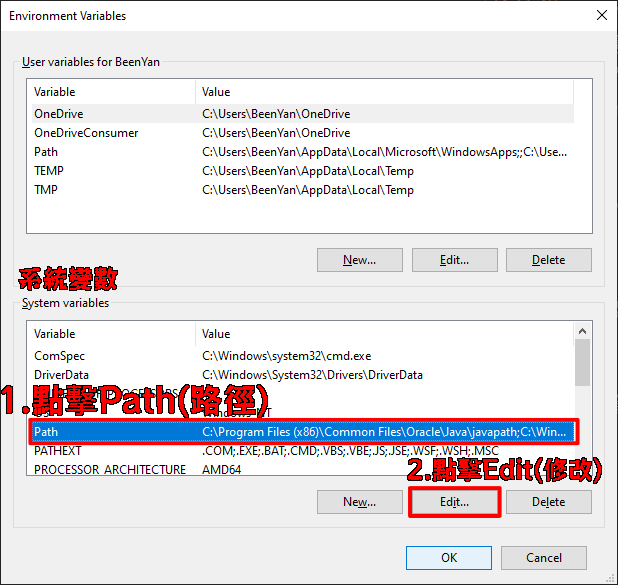 Environment Variables
User variables for BeenYan
Variable Value
OneDrive C:\Users\BeenYan\OneDrive
OneDriveConsumer C:\Users\BeenYan\OneDrive
Path C:\Users\BeenYan\AppData\Local\Microsoft\WindowsApps;;C:\Use...
TEMP C:\Users\BeenYan\AppData\Local\Temp
TMP C:\Users\BeenYan\AppData\Local\Temp
New... Edit... Delete
系統變數
System variables
Variable Value
ComSpec C:\Windows\system32\cmd.exe
DriverData C:\Windows\System32\Drivers\DriverData
1.點擊Path(路徑)
Path C:\Program Files (x86)\Common Files\Oracle\Java\javapath;C:\Win...
PATHEXT .COM;.EXE;.BAT;.CMD;.VBS;.VBE;.JS;.JSE;.WSF;.WSH;.MSC
PROCESSOR_ARCHITECTURE AMD64
2.點擊Edit(修改)
New... Edit... Delete
OK Cancel